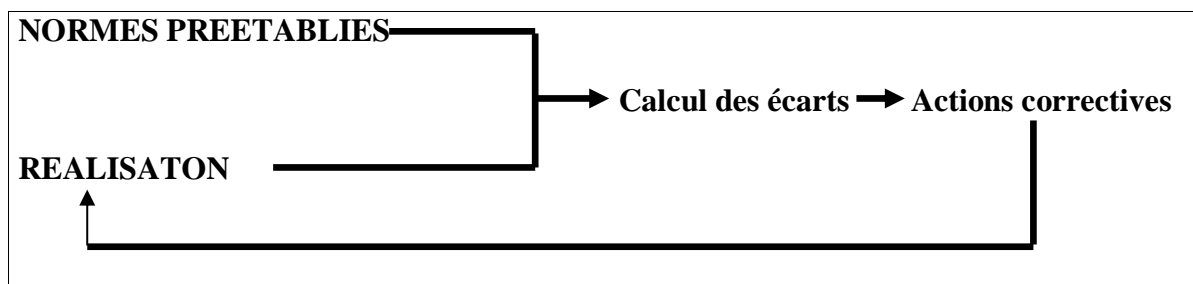 NORMES PREETABLIES
Calcul des écarts Actions correctives
REALISATON